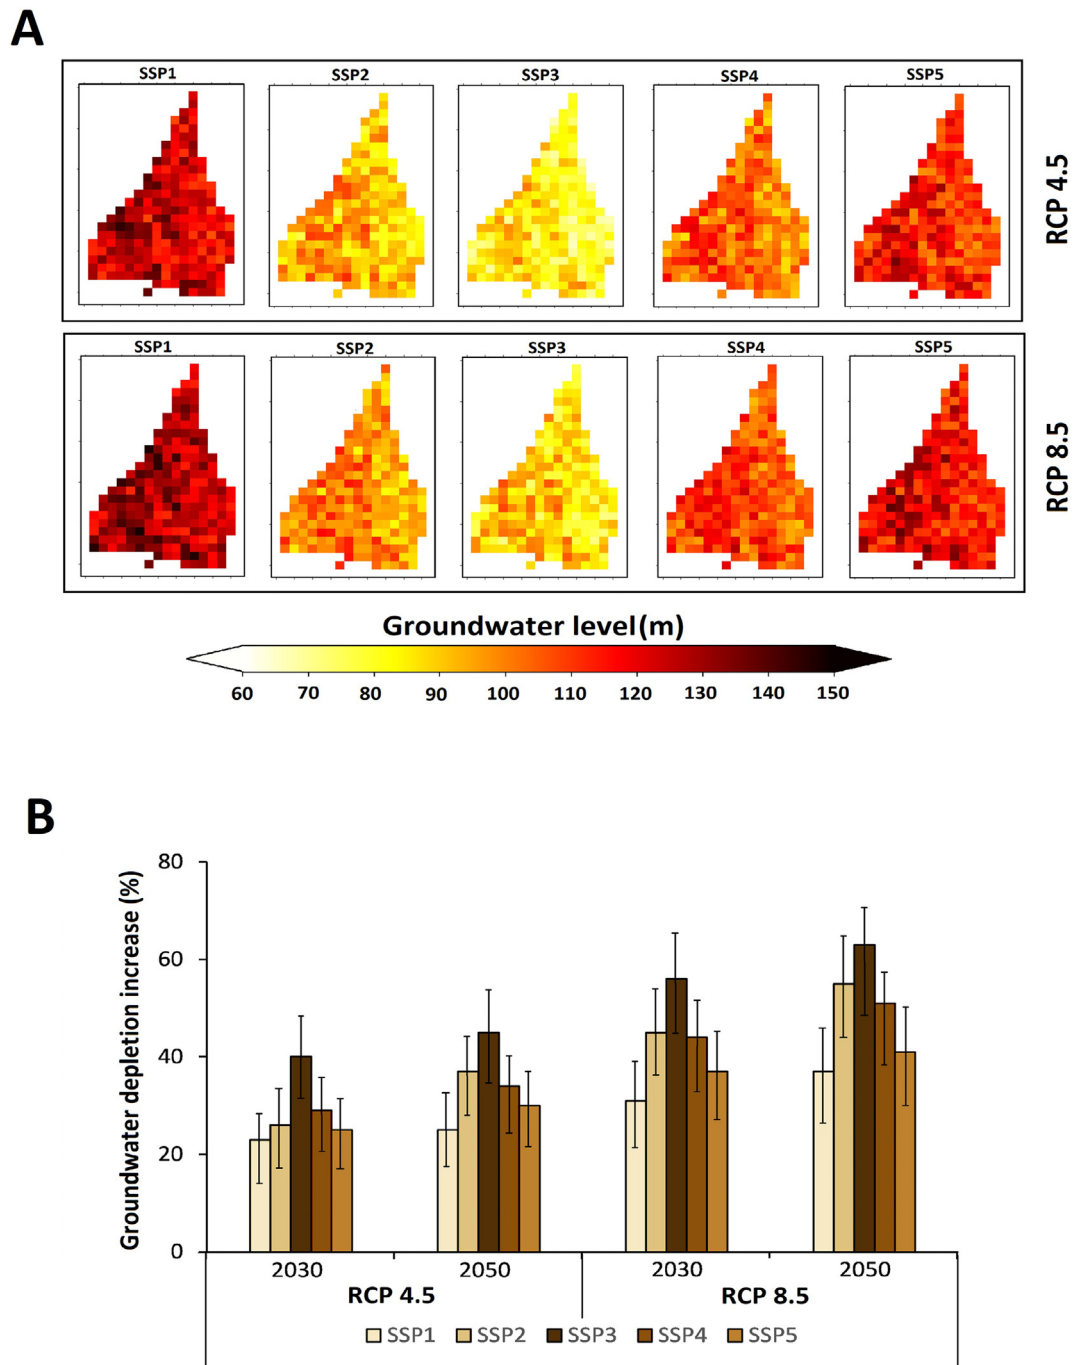 A
SSP1 SSP2 SSP3 SSP4 SSP5
RCP 4.5
SSP1 SSP2 SSP3 SSP4 SSP5
RCP 8.5
Groundwater level(m)
60 70 80 90 100 110 120 130 140 150
B
Groundwater depletion increase (%)
80
60
40
20
0
2030 2050 2030 2050
RCP 4.5 RCP 8.5
SSP1 SSP2 SSP3 SSP4 SSP5